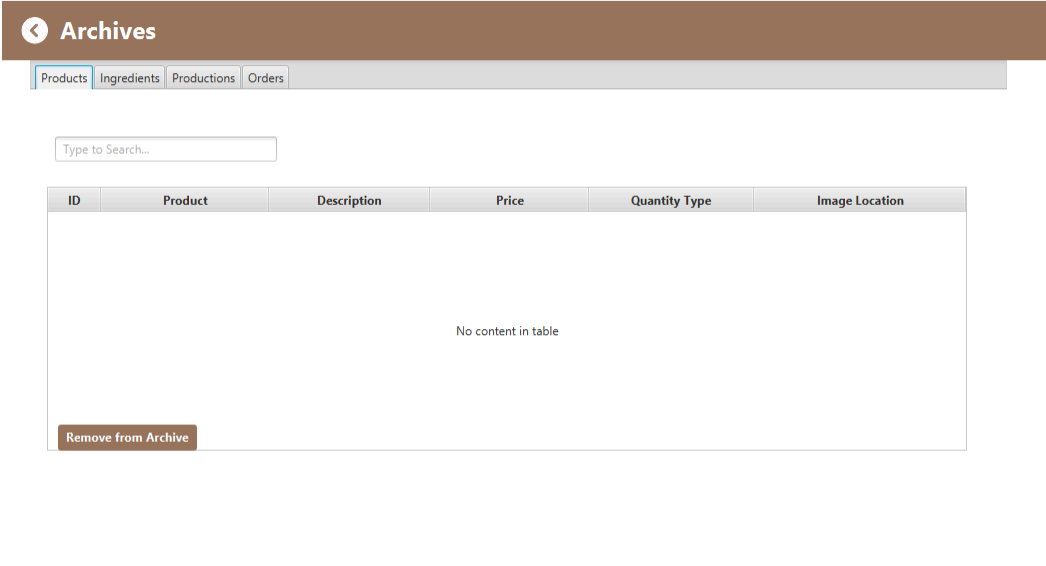 Archives
Products Ingredients Productions Orders
Type to Search...
ID Product Description Price Quantity Type Image Location
No content in table
Remove from Archive